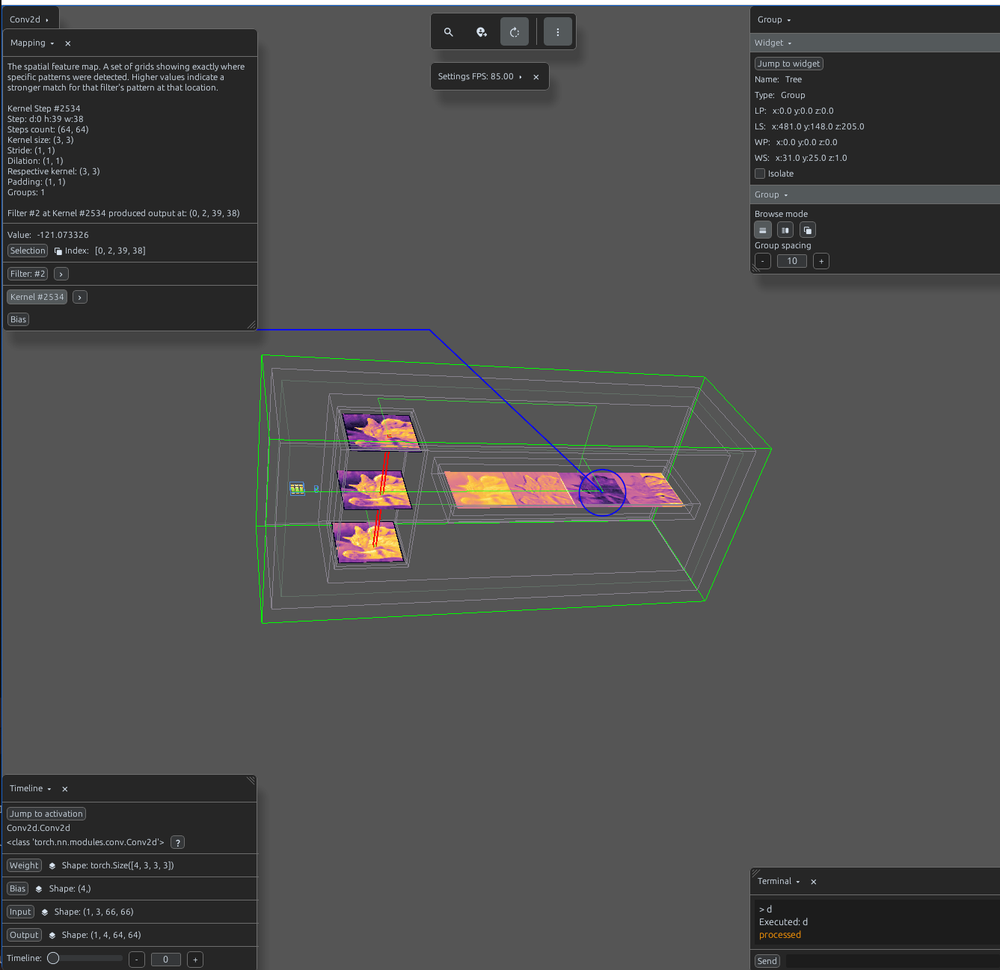 Conv2d
Mapping
The spatial feature map. A set of grids showing exactly where
specific patterns were detected. Higher values indicate a
stronger match for that filter's pattern at that location.
Kernel Step #2534
Step: d:0 h:39 w:38
Steps count: (64, 64)
Kernel size: (3, 3)
Stride: (1, 1)
Dilation: (1, 1)
Respective kernel: (3, 3)
Padding: (1, 1)
Groups: 1
Filter #2 at Kernel #2534 produced output at: (0, 2, 39, 38)
Value: -121.073326
Selection Index: [0, 2, 39, 38]
Filter: #2
Kernel #2534
Bias
Settings FPS: 85.00
Group
Widget
Jump to widget
Name: Tree
Type: Group
LP: x:0.0 y:0.0 z:0.0
LS: x:481.0 y:148.0 z:205.0
WP: x:0.0 y:0.0 z:0.0
WS: x:31.0 y:25.0 z:1.0
Isolate
Group
Browse mode
Group spacing
- 10 +
Timeline
Jump to activation
Conv2d.Conv2d
<class 'torch.nn.modules.conv.Conv2d'> ?
Weight Shape: torch.Size([4, 3, 3, 3])
Bias Shape: (4,)
Input Shape: (1, 3, 66, 66)
Output Shape: (1, 4, 64, 64)
Timeline: - 0 +
Terminal
> d
Executed: d
processed
Send